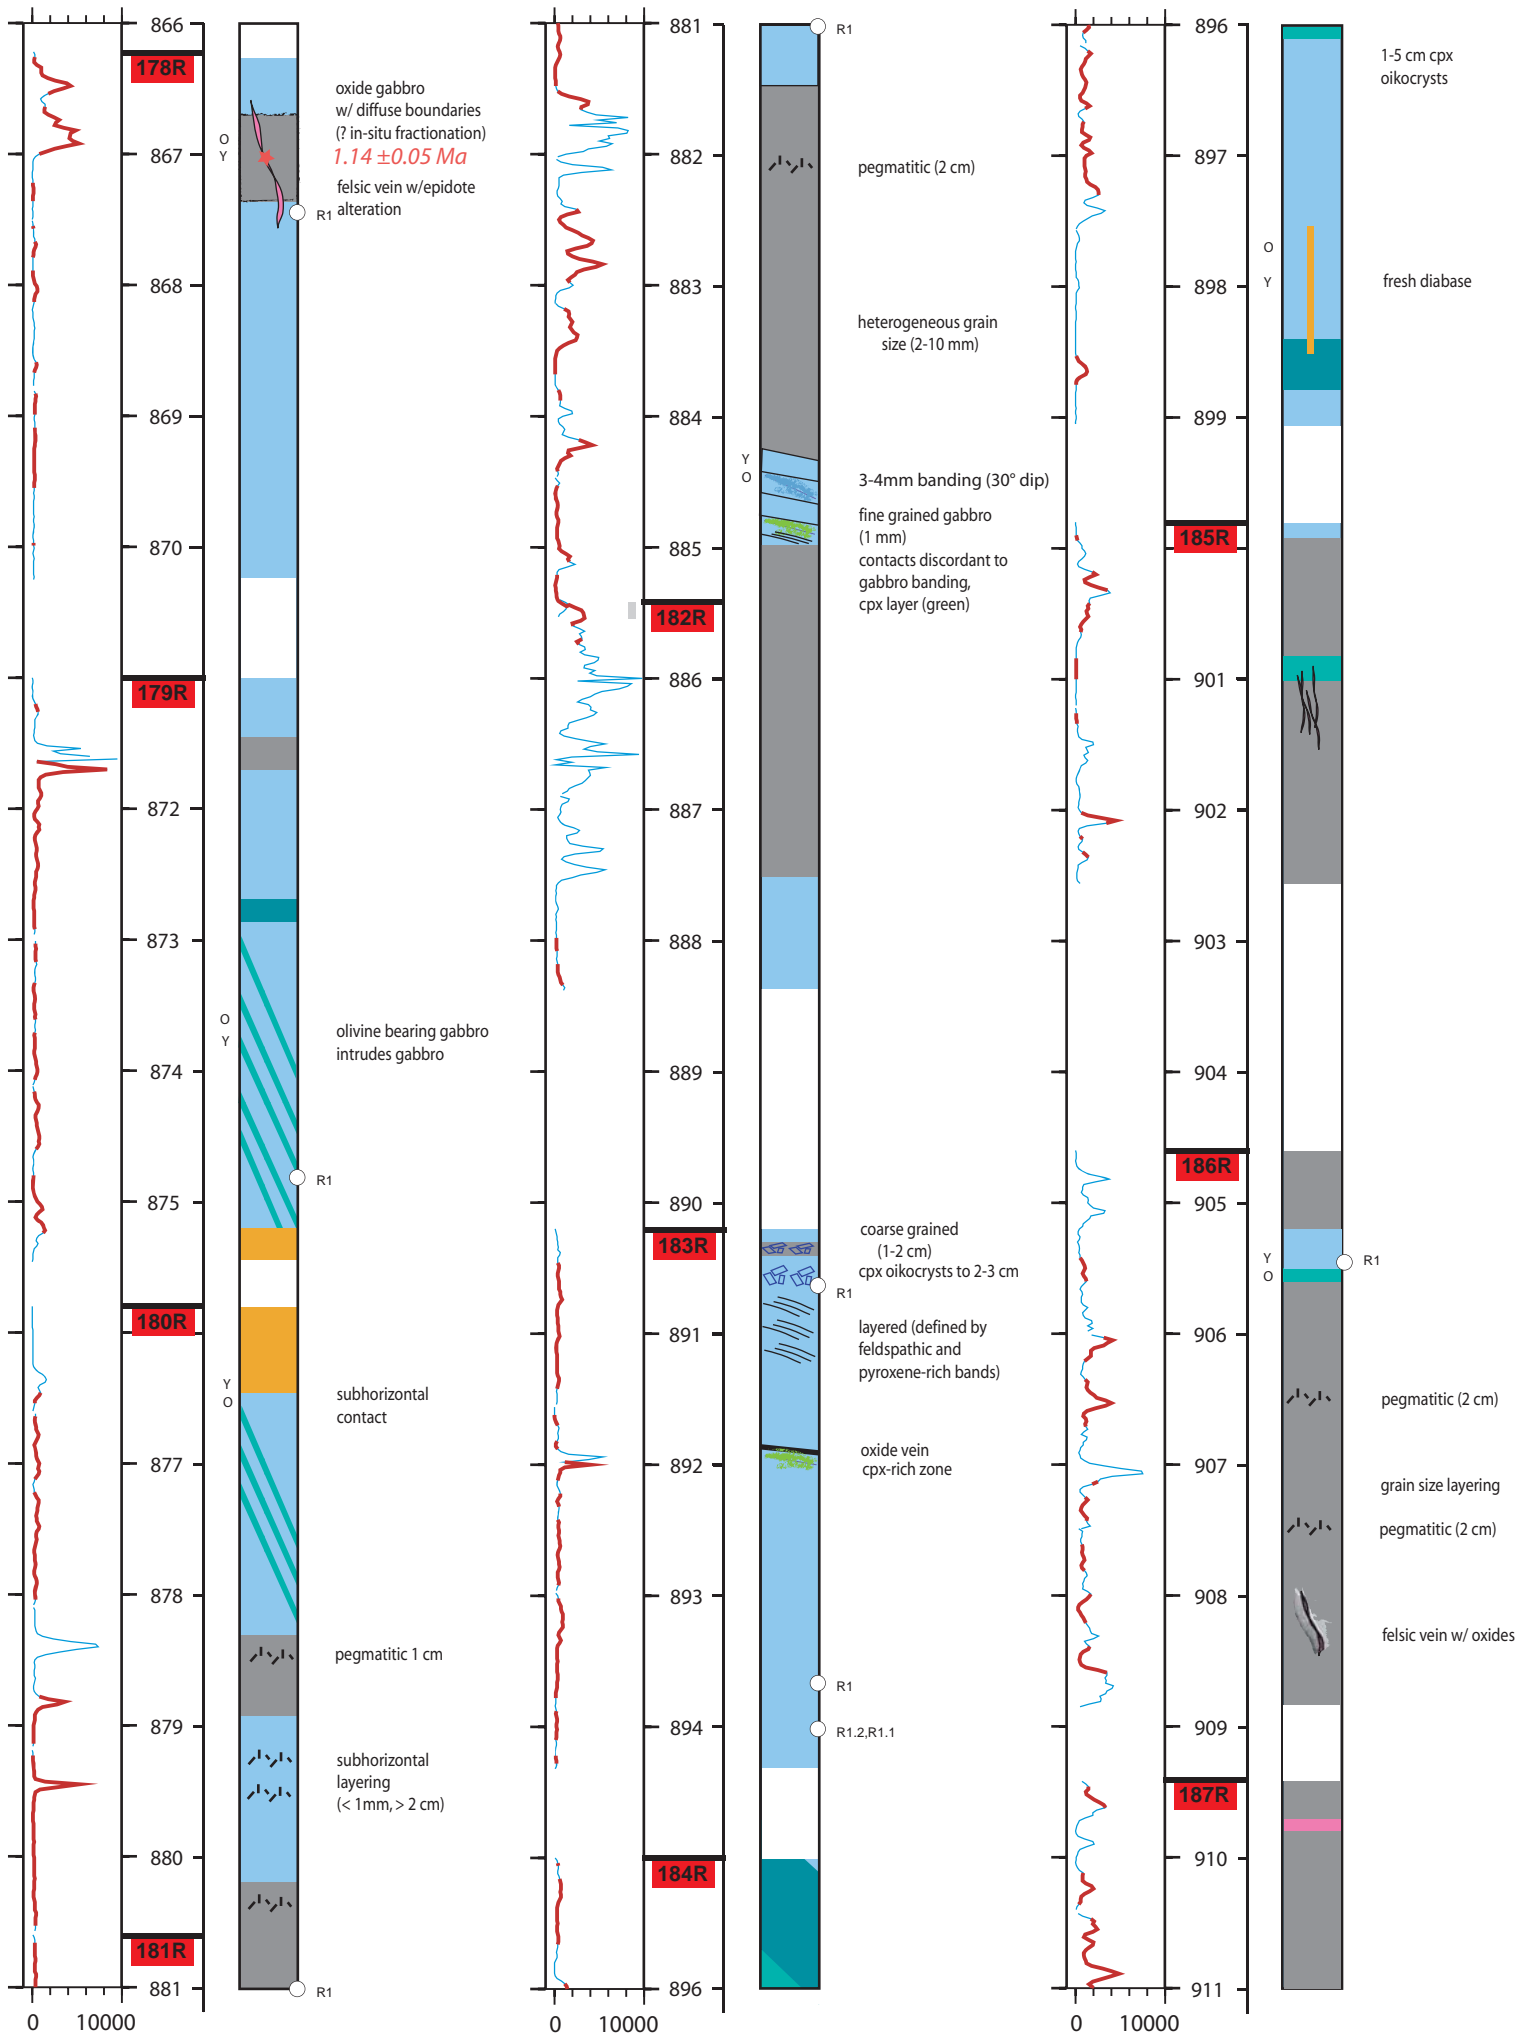 866
178R
oxide gabbro
w/ diffuse boundaries
(? in-situ fractionation)
1.14 ±0.05 Ma
felsic vein w/epidote
alteration
O
Y
R1
867
868
869
870
179R
872
873
O
Y
olivine bearing gabbro
intrudes gabbro
874
R1
875
180R
Y
O
subhorizontal
contact
877
878
pegmatitic 1 cm
879
subhorizontal
layering
(< 1mm, > 2 cm)
880
181R
881
R1
0 10000
881
R1
882
pegmatitic (2 cm)
883
heterogeneous grain
size (2-10 mm)
884
Y
O
3-4mm banding (30° dip)
fine grained gabbro
(1 mm)
contacts discordant to
gabbro banding,
cpx layer (green)
885
182R
886
887
888
889
890
183R
coarse grained
(1-2 cm)
cpx oikocrysts to 2-3 cm
R1
891
layered (defined by
feldspathic and
pyroxene-rich bands)
892
oxide vein
cpx-rich zone
893
R1
894
R1.2,R1.1
184R
896
0 10000
896
1-5 cm cpx
oikocrysts
897
O
Y
898
fresh diabase
899
185R
901
902
903
904
186R
905
Y
O
R1
906
pegmatitic (2 cm)
907
grain size layering
pegmatitic (2 cm)
908
felsic vein w/ oxides
909
187R
910
911
0 10000